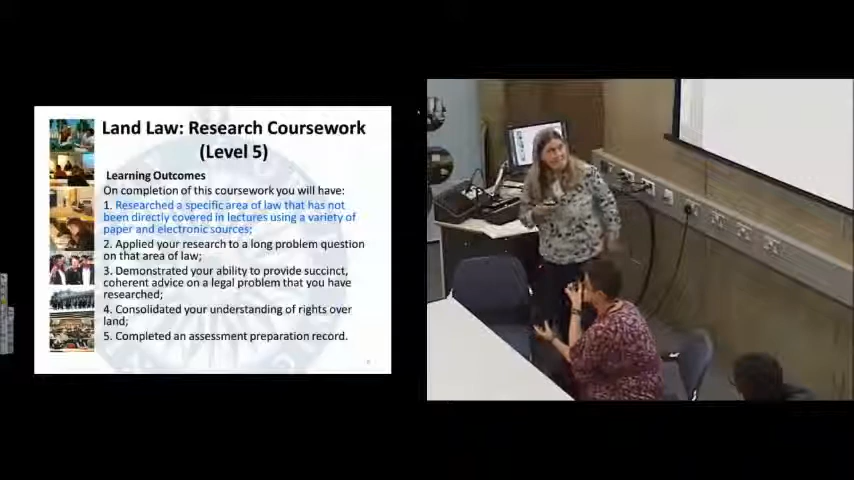 Land Law: Research Coursework
(Level 5)
Learning Outcomes
On completion of this coursework you will have:
1. Researched a specific area of law that has not
been directly covered in lectures using a variety of
paper and electronic sources;
2. Applied your research to a long problem question
on that area of law;
3. Demonstrated your ability to provide succinct,
coherent advice on a legal problem that you have
researched;
4. Consolidated your understanding of rights over
land;
5. Completed an assessment preparation record.